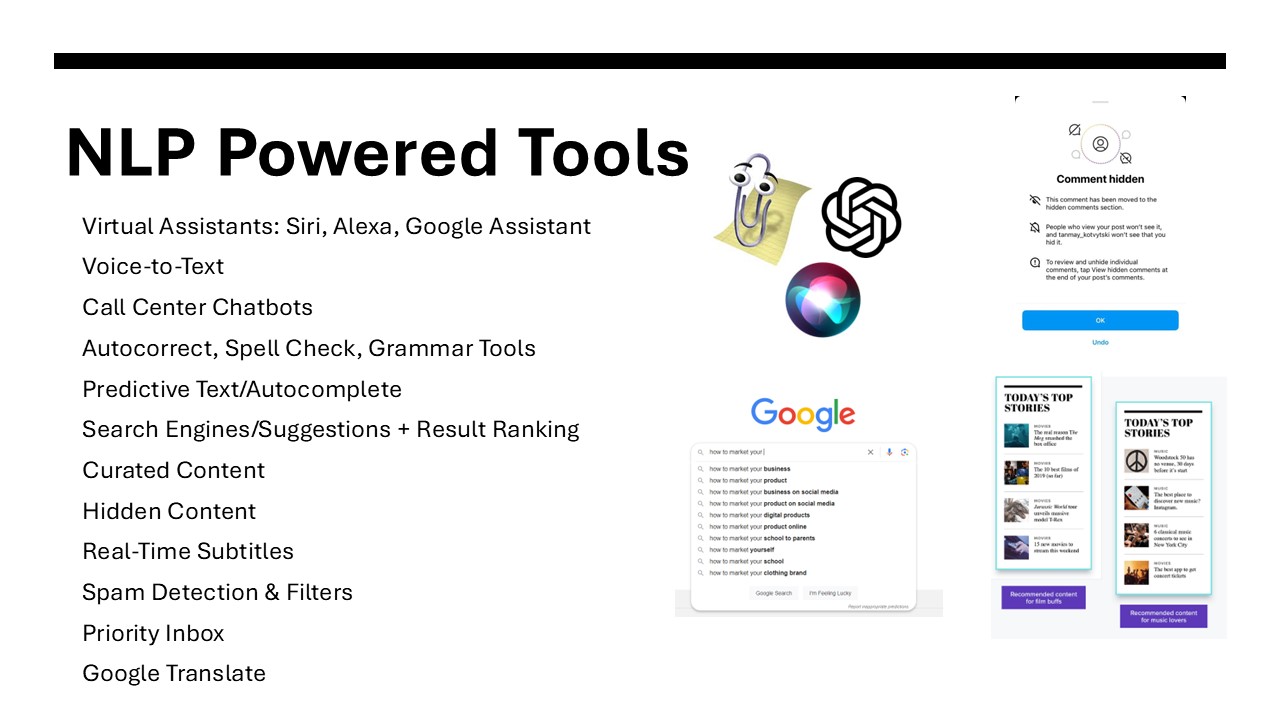 NLP Powered Tools
Virtual Assistants: Siri, Alexa, Google Assistant
Voice-to-Text
Call Center Chatbots
Autocorrect, Spell Check, Grammar Tools
Predictive Text/Autocomplete
Search Engines/Suggestions + Result Ranking
Curated Content
Hidden Content
Real-Time Subtitles
Spam Detection & Filters
Priority Inbox
Google Translate
Comment hidden
This comment has been moved to the
hidden comments section.
People who view your post won't see it,
and tanmay_kotvytski won't see that you
hid it.
To review and unhide individual
comments, tap View hidden comments at
the end of your post's comments.
OK
Undo
Google
how to market your
how to market your business
how to market your product
how to market your business on social media
how to market your product on social media
how to market your digital products
how to market your product online
how to market your school to parents
how to market yourself
how to market your school
how to market your clothing brand
Google Search
I'm Feeling Lucky
Report inappropriate predictions
TODAY'S TOP
STORIES
MOVIES
The real reason The
Meg smashed the
box office
MOVIES
The 10 best films of
2019 (so far)
MOVIES
Jurassic World tour
unveils massive
model T-Rex
MOVIES
15 new movies to
stream this weekend
Recommended content
for film buffs
TODAY'S TOP
STORIES
MUSIC
Woodstock 50 has
no venue, 30 days
before it's start
MUSIC
The best place to
discover new music?
Instagram.
MUSIC
6 classical music
concerts to see in
New York City
MUSIC
The best app to get
concert tickets
Recommended content
for music lovers